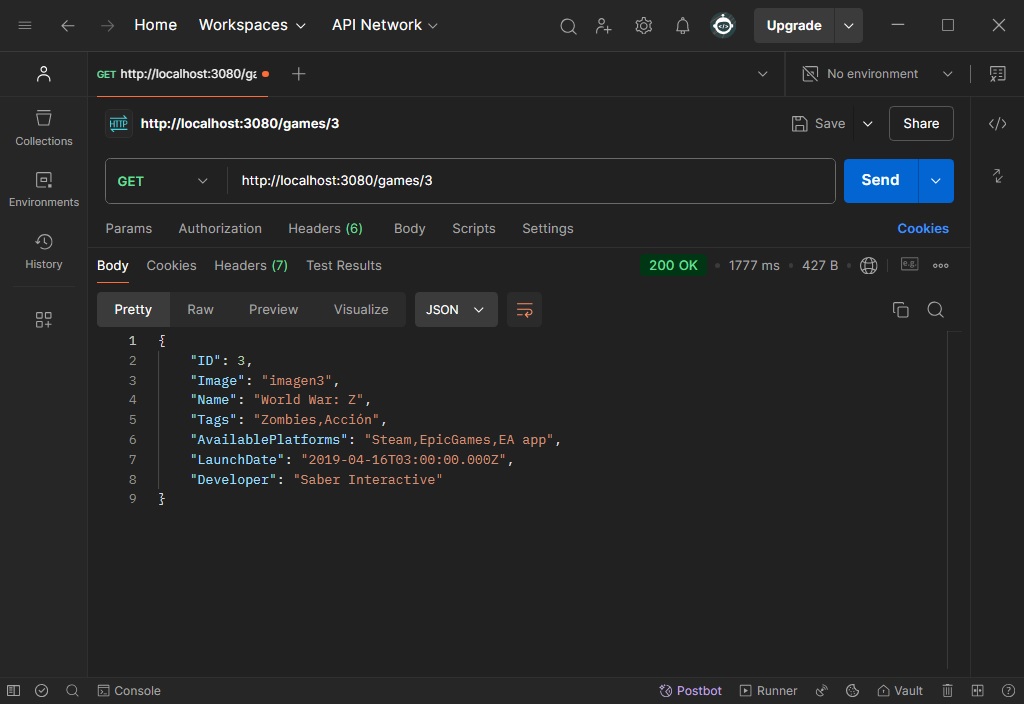 Home Workspaces API Network Upgrade
GET http://localhost:3080/ga No environment
HTTP http://localhost:3080/games/3 Save Share
Collections
Environments
History
GET http://localhost:3080/games/3 Send
Params Authorization Headers (6) Body Scripts Settings Cookies
Body Cookies Headers (7) Test Results 200 OK 1777 ms 427 B e.g.
Pretty Raw Preview Visualize JSON
1 {
2 "ID": 3,
3 "Image": "imagen3",
4 "Name": "World War: Z",
5 "Tags": "Zombies,Acción",
6 "AvailablePlatforms": "Steam,EpicGames,EA app",
7 "LaunchDate": "2019-04-16T03:00:00.000Z",
8 "Developer": "Saber Interactive"
9 }
Console Postbot Runner Vault